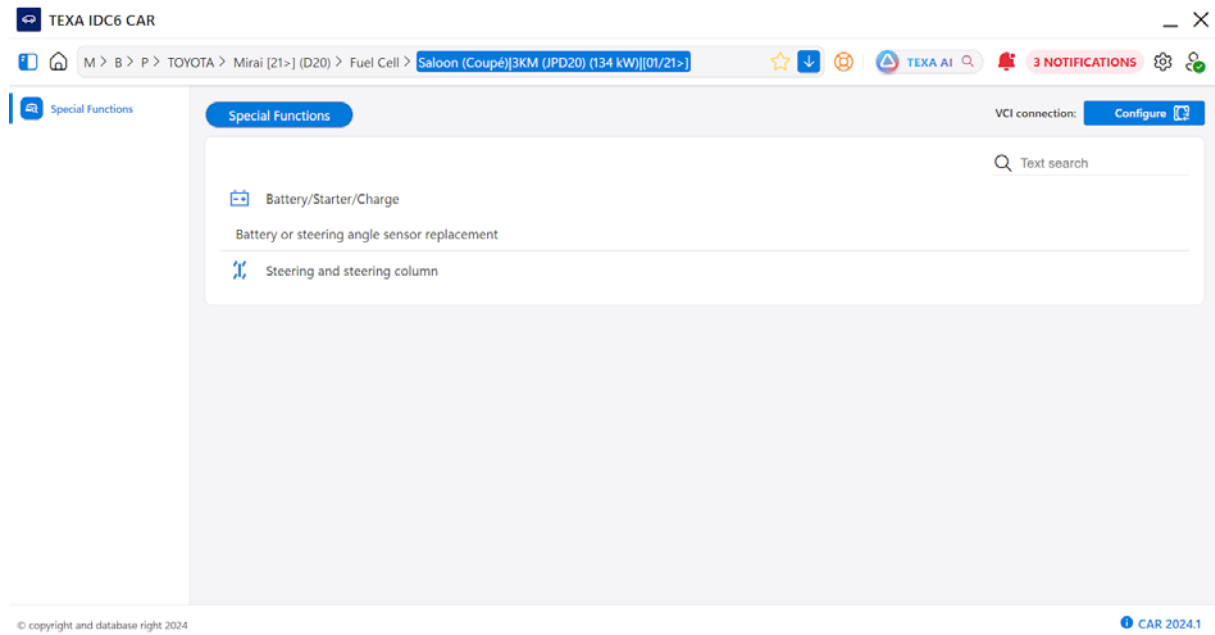 TEXA IDC6 CAR
M > B > P > TOYOTA > Mirai [21>] (D20) > Fuel Cell > Saloon (Coupé)|3KM (JPD20) (134 kW)|[01/21>]
TEXA AI
3 NOTIFICATIONS
Special Functions
Special Functions
VCI connection:
Configure
Text search
Battery/Starter/Charge
Battery or steering angle sensor replacement
Steering and steering column
© copyright and database right 2024
CAR 2024.1